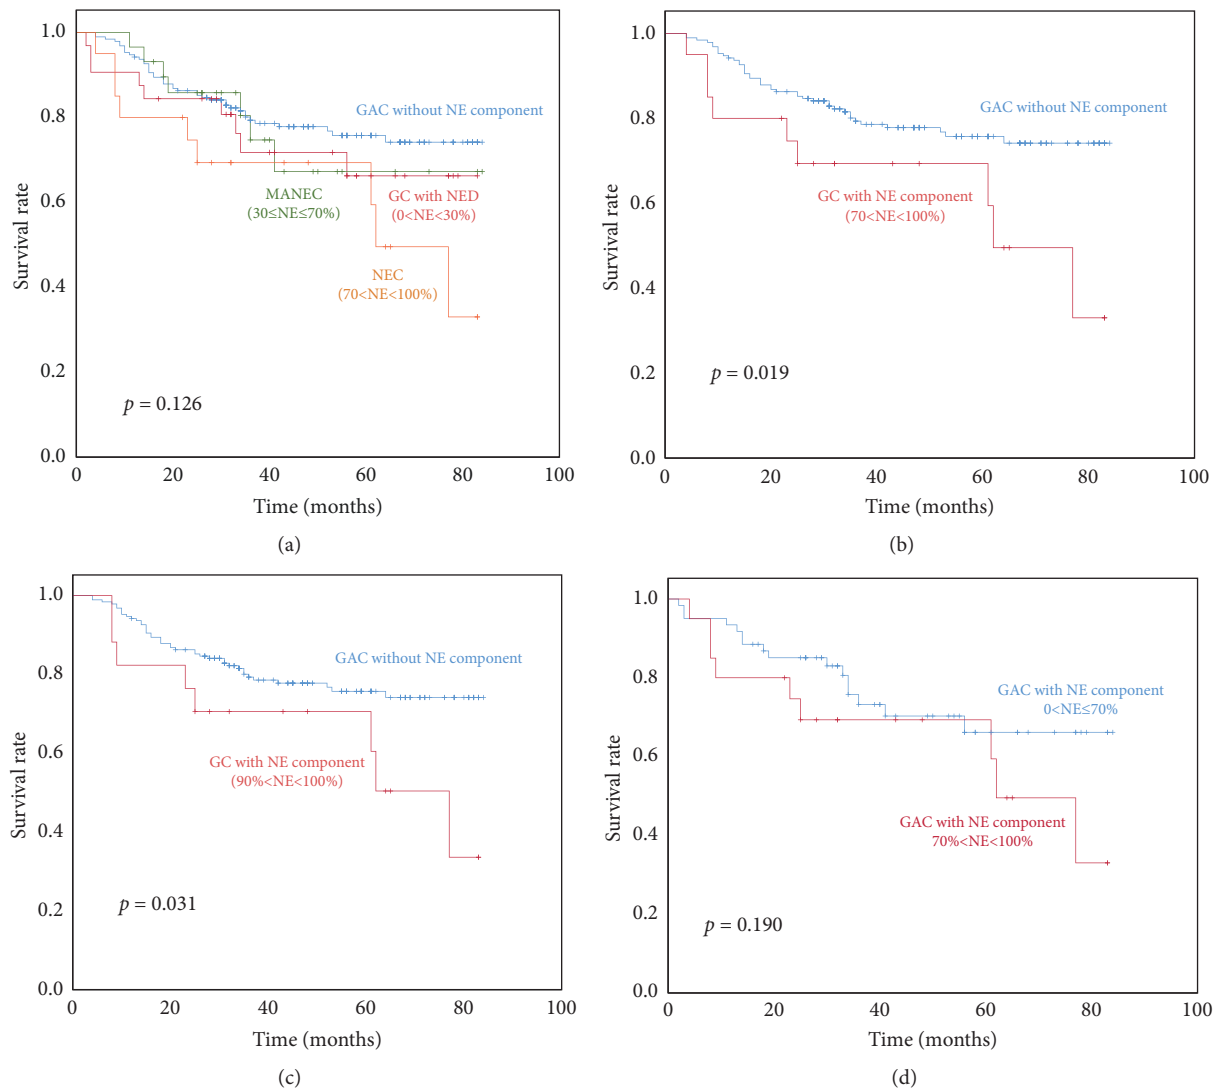 1.0
0.8
0.6
0.4
0.2
0.0
0
20
40
60
80
100
Survival rate
Time (months)
GAC without NE component
MANEC
(30≤NE≤70%)
GC with NED
(0<NE<30%)
NEC
(70<NE<100%)
p = 0.126
(a)
1.0
0.8
0.6
0.4
0.2
0.0
0
20
40
60
80
100
Survival rate
Time (months)
GAC without NE component
GC with NE component
(70<NE<100%)
p = 0.019
(b)
1.0
0.8
0.6
0.4
0.2
0.0
0
20
40
60
80
100
Survival rate
Time (months)
GAC without NE component
GC with NE component
(90%<NE<100%)
p = 0.031
(c)
1.0
0.8
0.6
0.4
0.2
0.0
0
20
40
60
80
100
Survival rate
Time (months)
GAC with NE component
0<NE≤70%
GAC with NE component
70%<NE<100%
p = 0.190
(d)